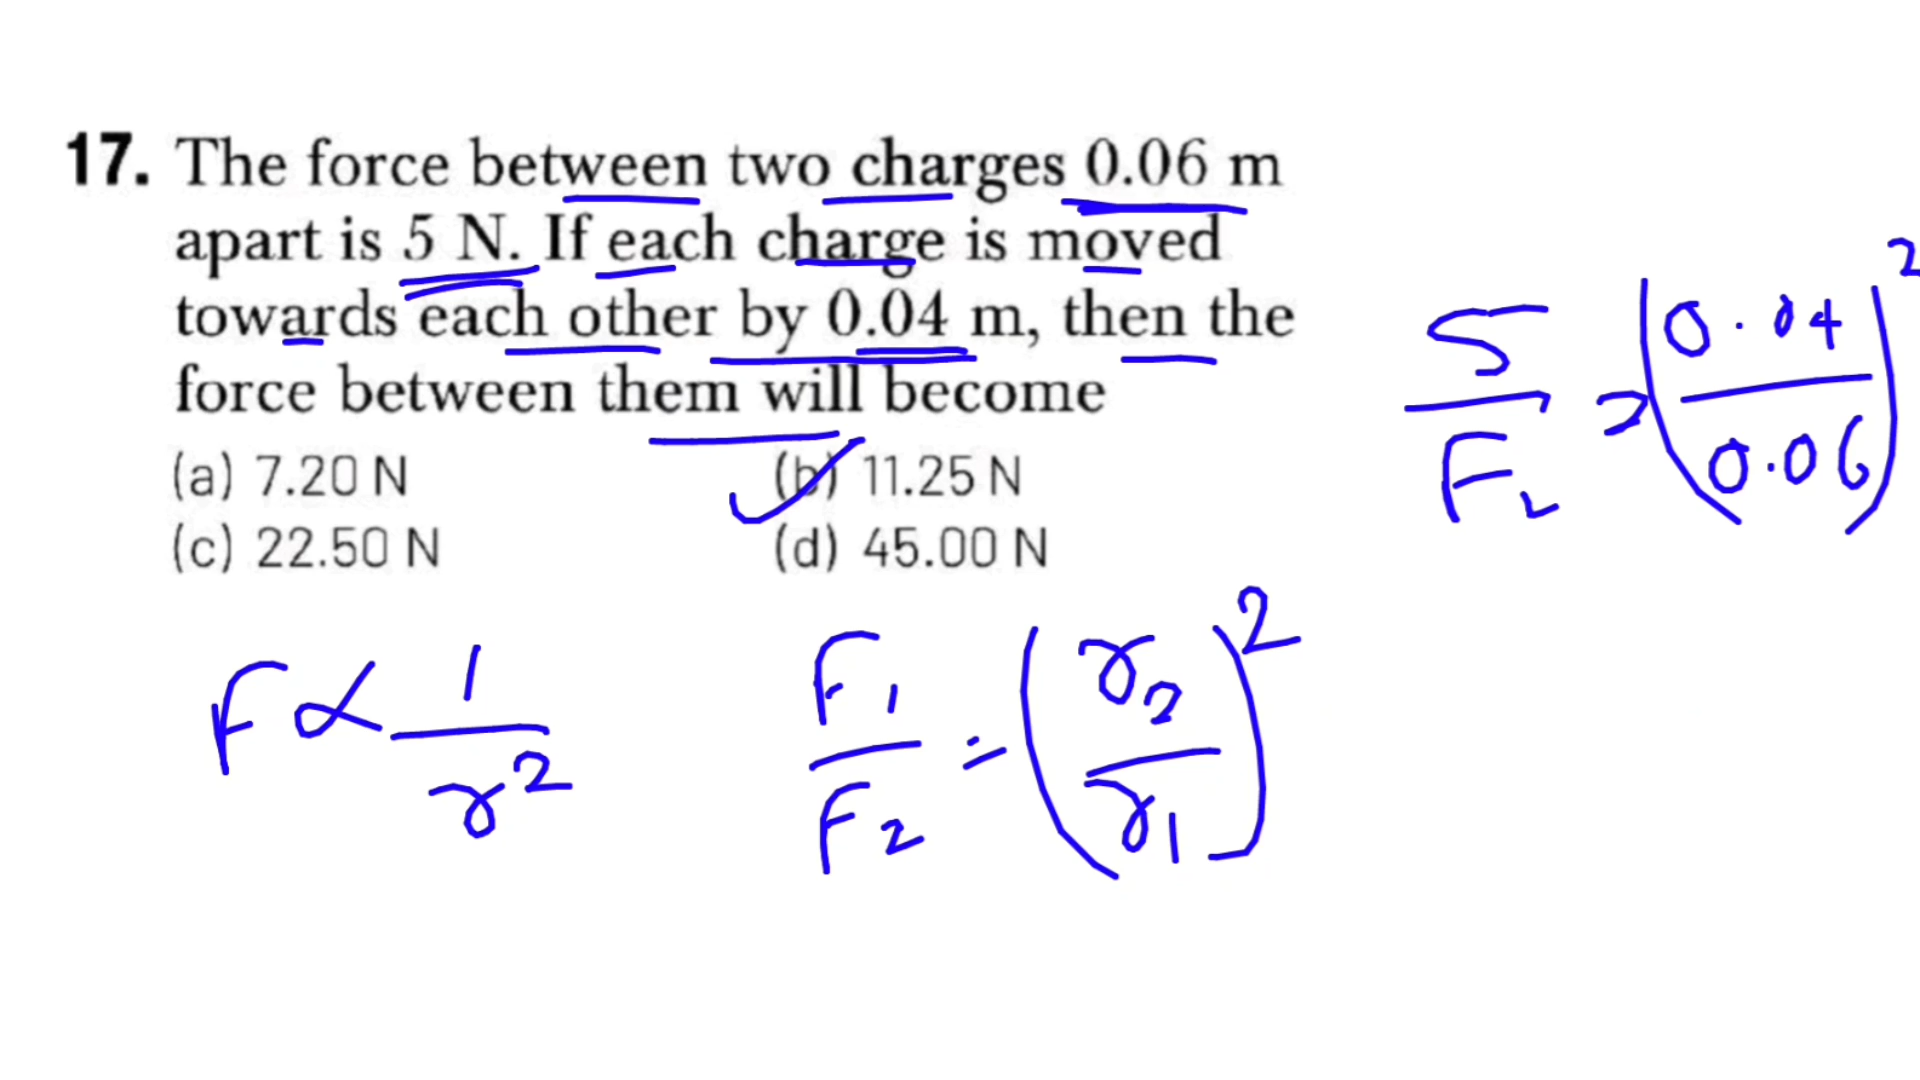 17. The force between two charges 0.06 m
apart is 5 N. If each charge is moved
towards each other by 0.04 m, then the
force between them will become
(a) 7.20 N (b) 11.25 N
(c) 22.50 N (d) 45.00 N
5/F₂ = (0.04/0.06)²
F ∝ 1/r²
F₁/F₂ = (r₂/r₁)²